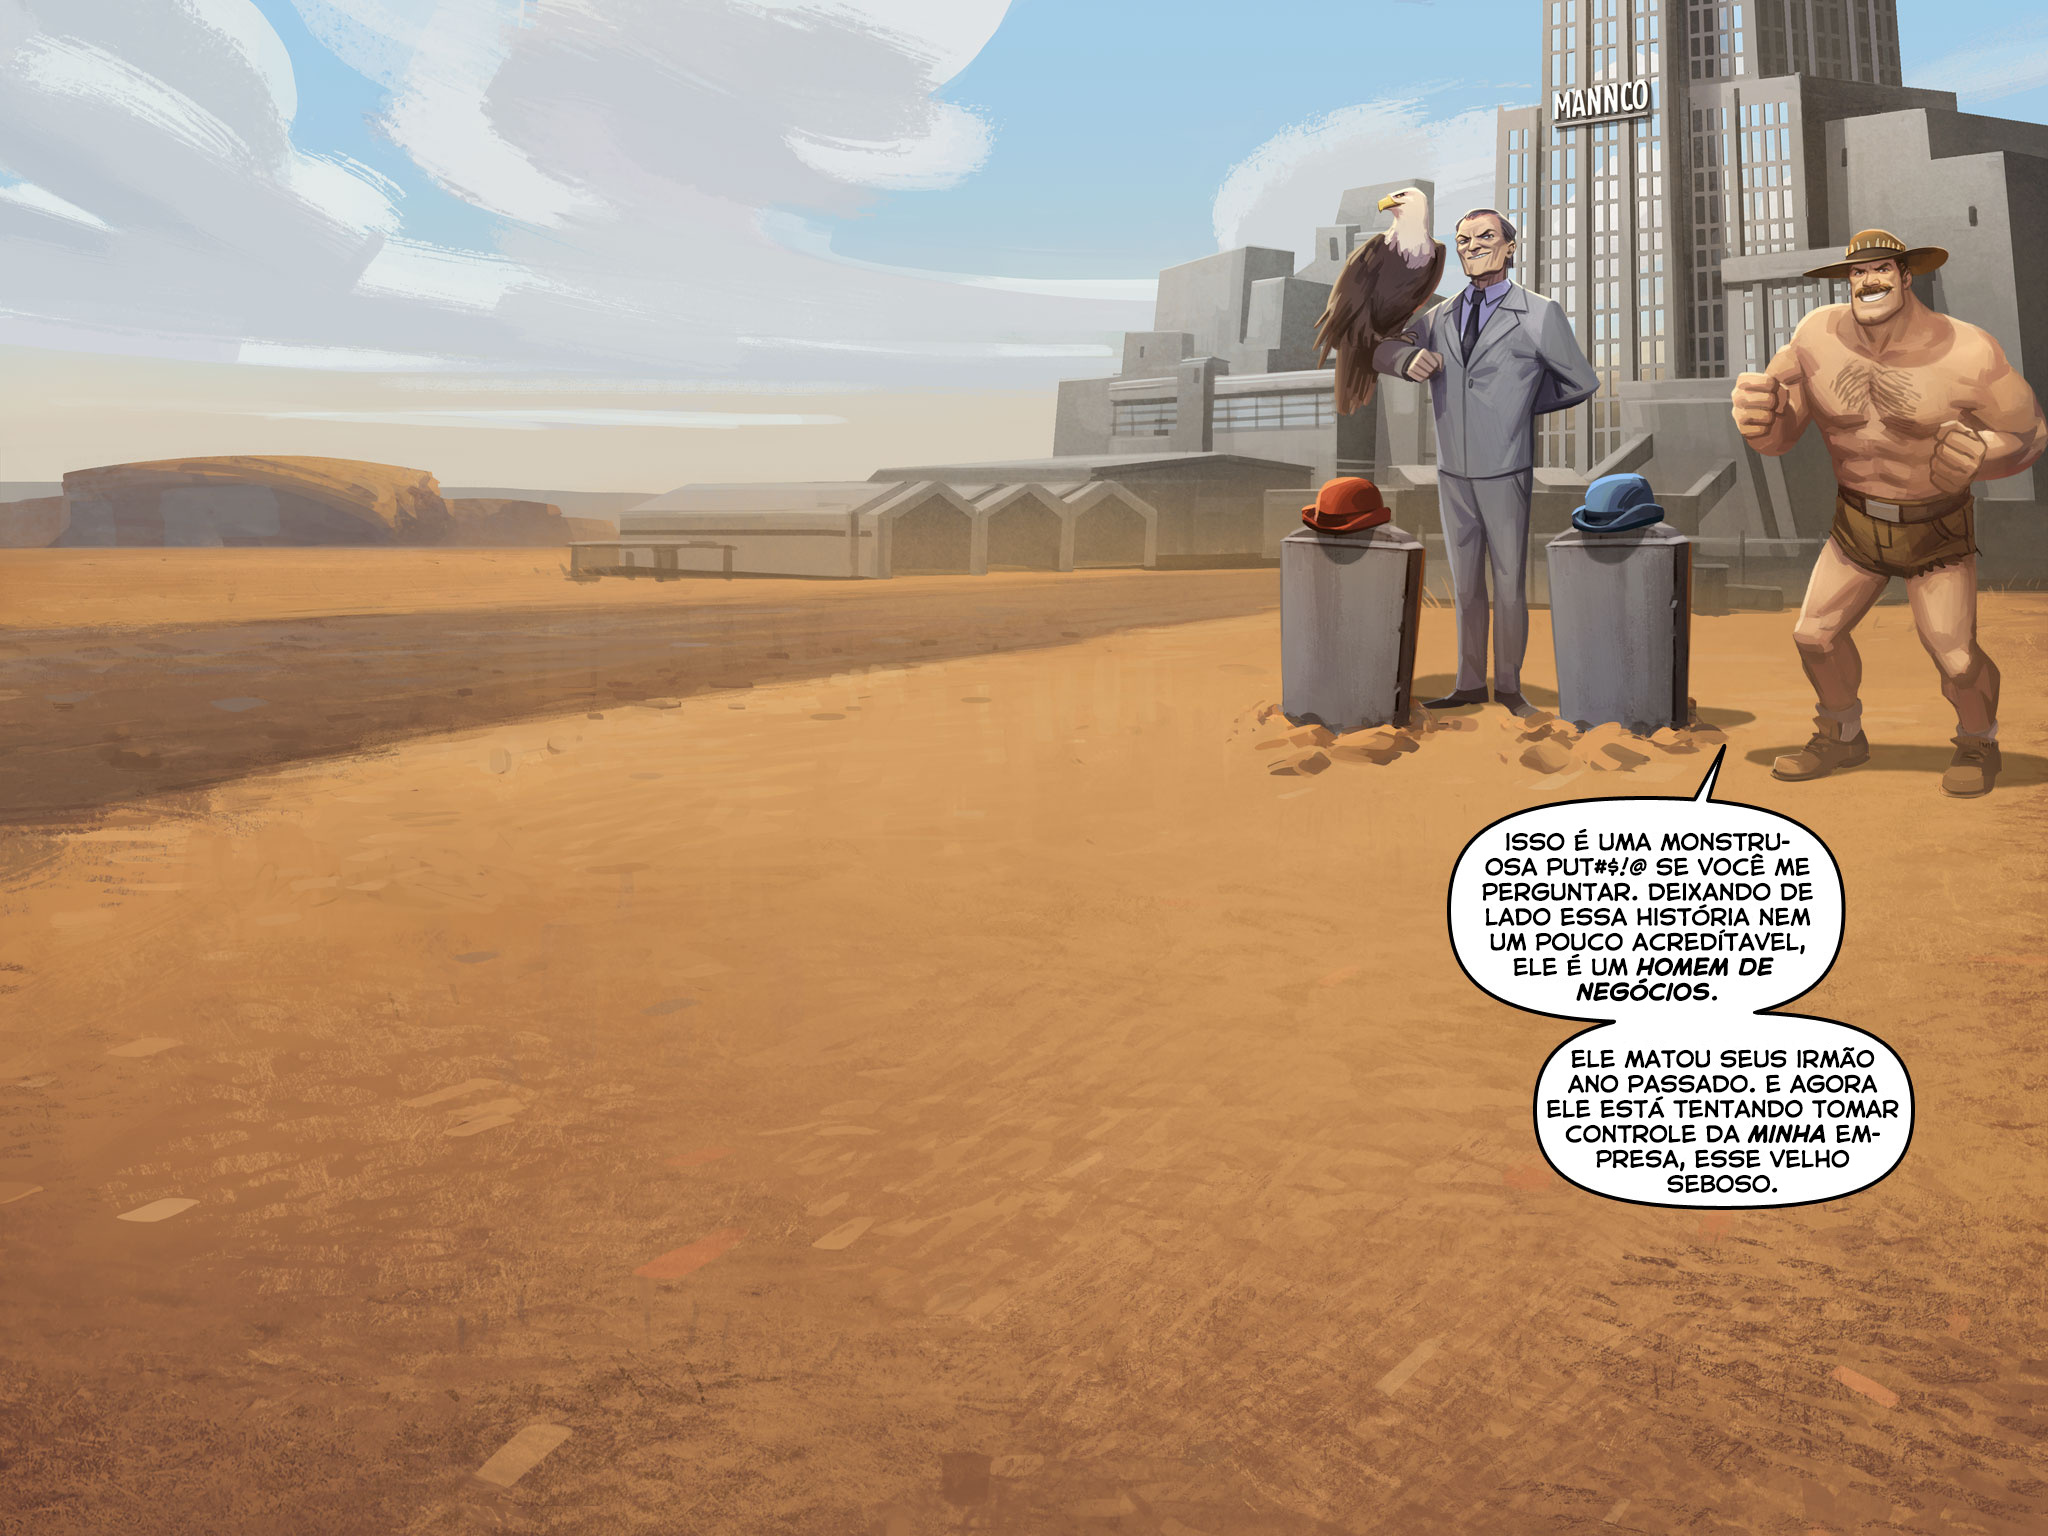 MANNCO
ISSO É UMA MONSTRU-
OSA PUT#$!@ SE VOCÊ ME
PERGUNTAR. DEIXANDO DE
LADO ESSA HISTÓRIA NEM
UM POUCO ACREDÍTAVEL,
ELE É UM HOMEM DE
NEGÓCIOS.
ELE MATOU SEUS IRMÃO
ANO PASSADO. E AGORA
ELE ESTÁ TENTANDO TOMAR
CONTROLE DA MINHA EM-
PRESA, ESSE VELHO
SEBOSO.